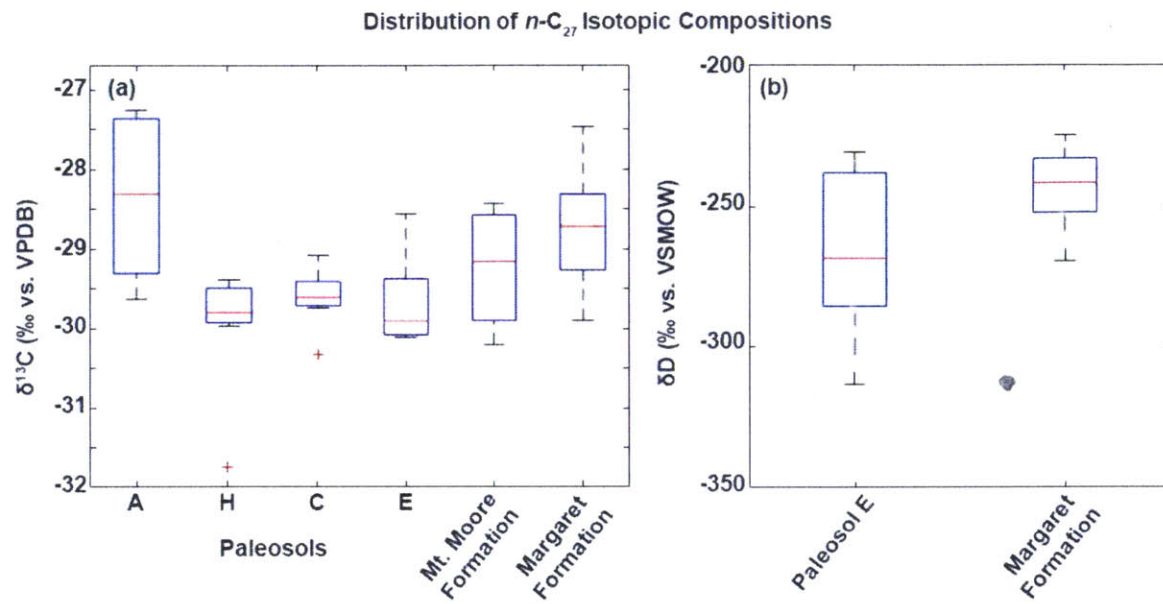 Distribution of n-C27 Isotopic Compositions
(a)
δ13C (‰ vs. VPDB)
-27
-28
-29
-30
-31
-32
A H C E
Paleosols
Mt. Moore
Formation
Margaret
Formation
(b)
δD (‰ vs. VSMOW)
-200
-250
-300
-350
Paleosol E
Margaret
Formation